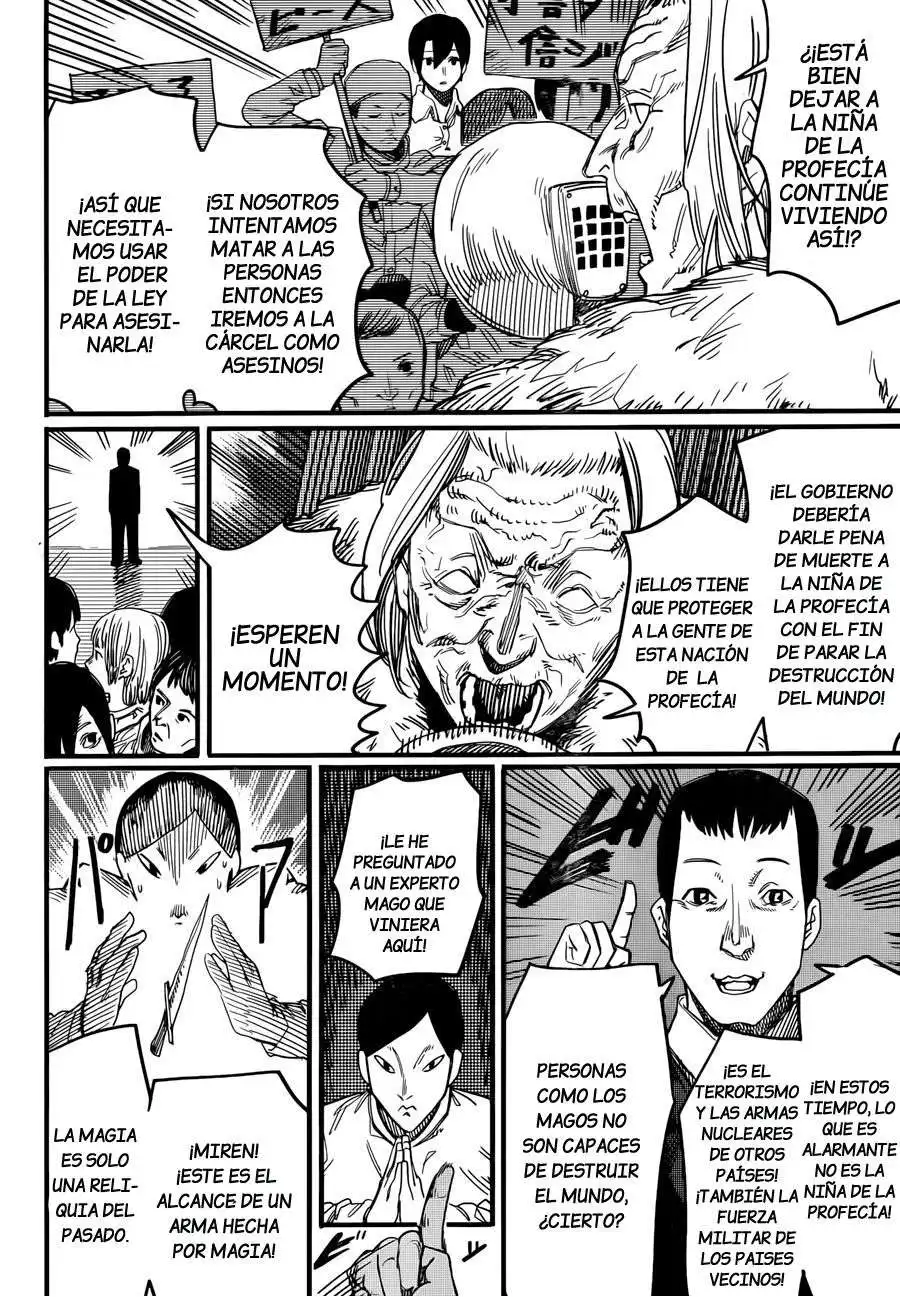 ¿¡ESTÁ
BIEN
DEJAR A
LA NIÑA
DE LA
PROFECÍA
CONTINÚE
VIVIENDO
ASÍ!?
¡SI NOSOTROS
INTENTAMOS
MATAR A LAS
PERSONAS
ENTONCES
IREMOS A LA
CÁRCEL COMO
ASESINOS!
¡ASÍ QUE
NECESITA-
MOS USAR
EL PODER
DE LA LEY
PARA ASESI-
NARLA!
¡EL GOBIERNO
DEBERÍA
DARLE PENA
DE MUERTE A
LA NIÑA DE
LA PROFECÍA
CON EL FIN
DE PARAR LA
DESTRUCCIÓN
DEL MUNDO!
¡ELLOS TIENE
QUE PROTEGER
A LA GENTE DE
ESTA NACIÓN
DE LA
PROFECÍA!
¡ESPEREN
UN
MOMENTO!
¡EN ESTOS
TIEMPO, LO
QUE ES
ALARMANTE
NO ES LA
NIÑA DE LA
PROFECÍA!
¡ES EL
TERRORISMO
Y LAS ARMAS
NUCLEARES
DE OTROS
PAÍSES!
¡TAMBIÉN LA
FUERZA
MILITAR DE
LOS PAISES
VECINOS!
PERSONAS
COMO LOS
MAGOS NO
SON CAPACES
DE DESTRUIR
EL MUNDO,
¿CIERTO?
¡LE HE
PREGUNTADO
A UN EXPERTO
MAGO QUE
VINIERA
AQUÍ!
¡MIREN!
¡ESTE ES EL
ALCANCE DE UN
ARMA HECHA
POR MAGIA!
LA MAGIA
ES SOLO
UNA RELI-
QUIA DEL
PASADO.